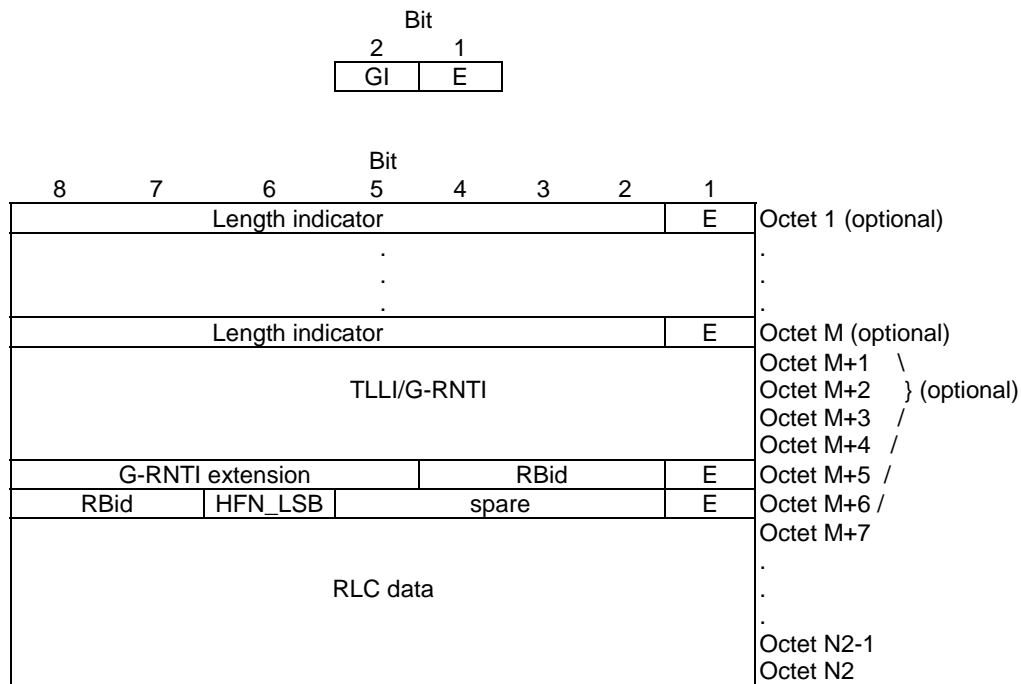 Bit
2 1
GI E
Bit
8 7 6 5 4 3 2 1
Length indicator E Octet 1 (optional)
. .
. .
. .
Length indicator E Octet M (optional)
Octet M+1 \
TLLI/G-RNTI Octet M+2 } (optional)
Octet M+3 /
Octet M+4 /
G-RNTI extension RBid E Octet M+5 /
RBid HFN_LSB spare E Octet M+6 /
Octet M+7
.
RLC data .
.
Octet N2-1
Octet N2